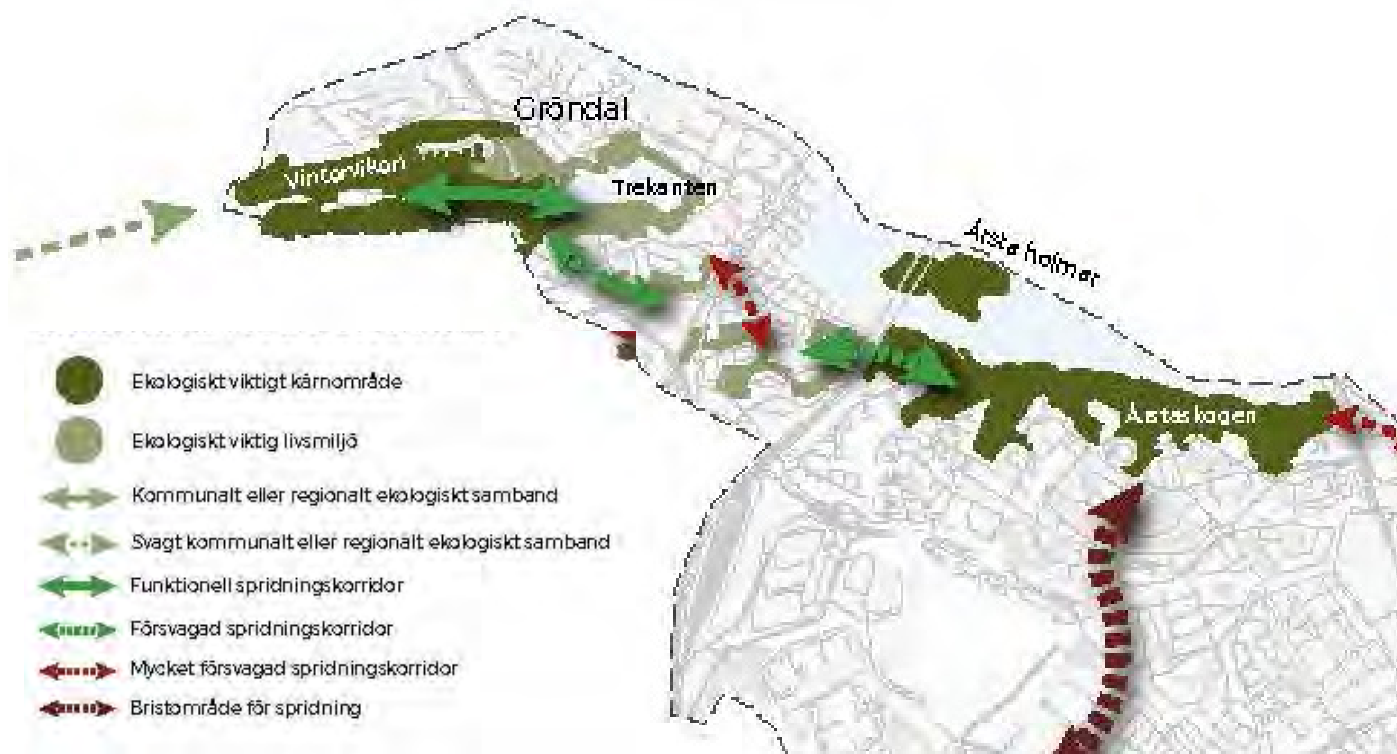 Gröndal
Vintervikon
Trekanten
Årsta holmar
Årstaskogen
Ekologiskt viktigt kärnområde
Ekologiskt viktig livsmiljö
Kommunalt eller regionalt ekologiskt samband
Svagt kommunalt eller regionalt ekologiskt samband
Funktionell spridningskorridor
Försvagad spridningskorridor
Mycket försvagad spridningskorridor
Bristområde för spridning